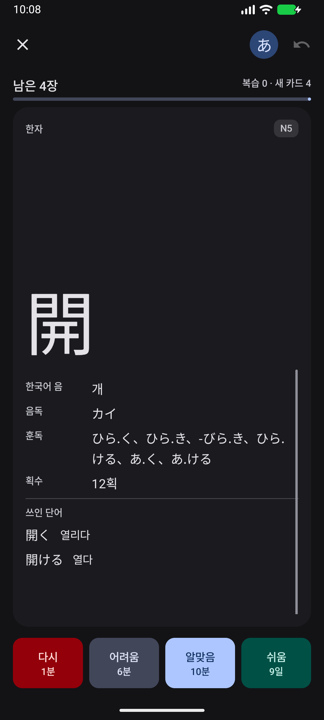 10:08
あ
남은 4장
복습 0 · 새 카드 4
한자
N5
開
한국어 음 개
음독 カイ
훈독 ひら.く、ひら.き、-びら.き、ひら.
ける、あ.く、あ.ける
획수 12획
쓰인 단어
開く 열리다
開ける 열다
다시 어려움 알맞음 쉬움
1분 6분 10분 9일